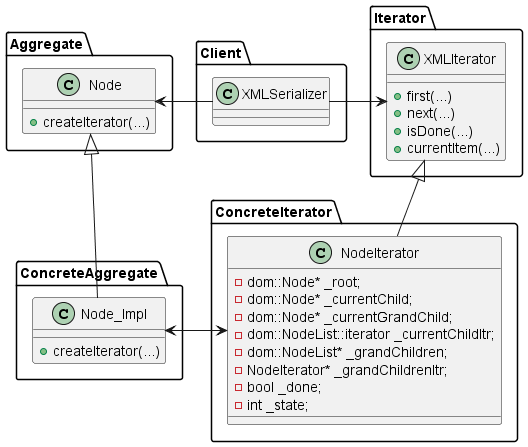 Aggregate
C Node
createIterator(...)
Client
C XMLSerializer
Iterator
C XMLIterator
first(...)
next(...)
isDone(...)
currentItem(...)
ConcreteAggregate
C Node_Impl
createIterator(...)
ConcreteIterator
C NodeIterator
dom::Node* _root;
dom::Node* _currentChild;
dom::Node* _currentGrandChild;
dom::NodeList::iterator _currentChildItr;
dom::NodeList* _grandChildren;
NodeIterator* _grandChildrenItr;
bool _done;
int _state;